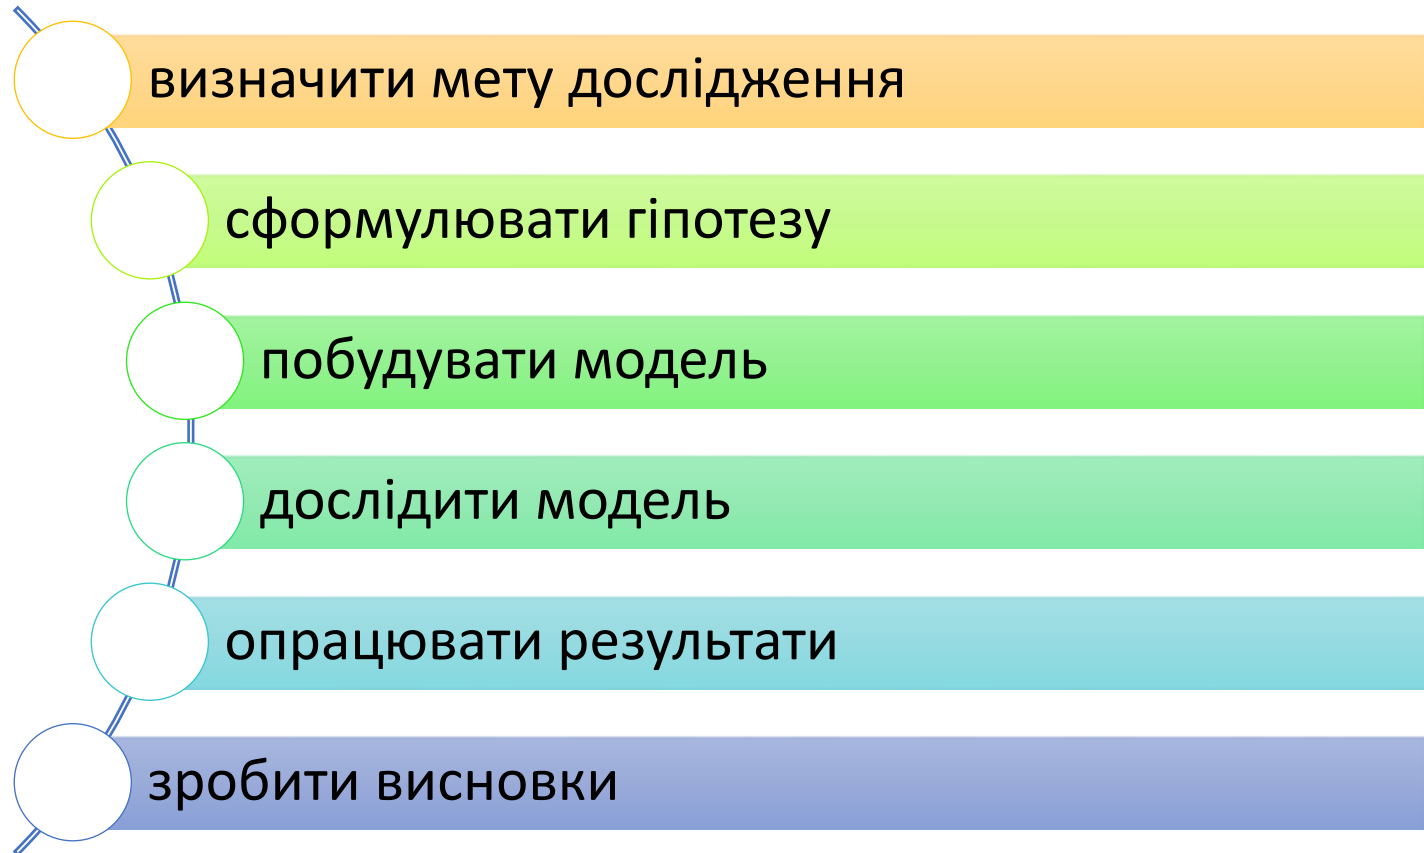 визначити мету дослідження
сформулювати гіпотезу
побудувати модель
дослідити модель
опрацювати результати
зробити висновки